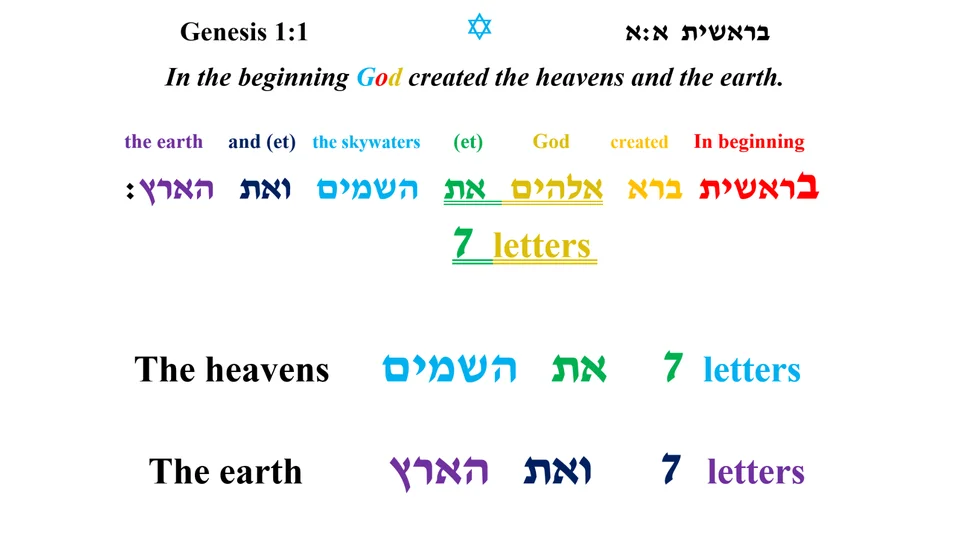 Genesis 1:1 ✡ בראשית א:א
In the beginning God created the heavens and the earth.
the earth and (et) the skywaters (et) God created In beginning
בראשית ברא אלהים את השמים ואת הארץ:
7 letters
The heavens את השמים 7 letters
The earth ואת הארץ 7 letters